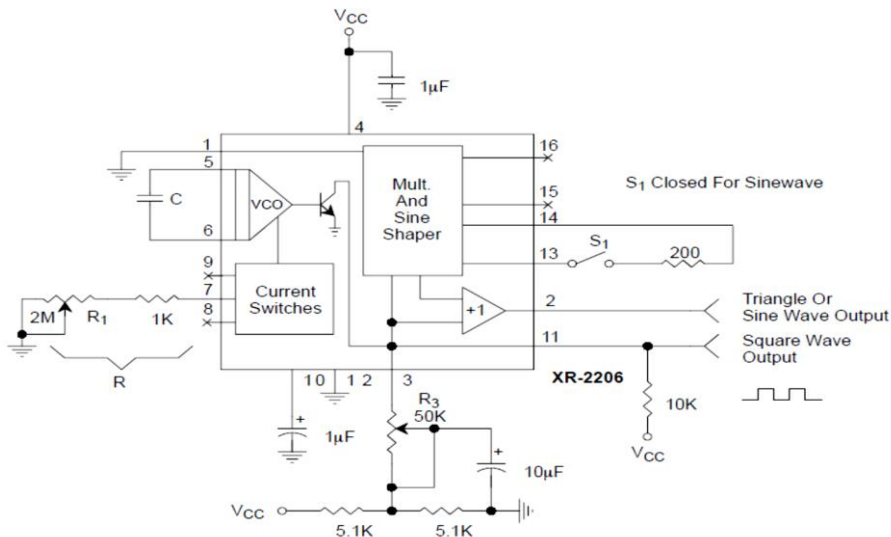 VCC
1µF
4
1
5
16
C
VCO
Mult.
And
Sine
Shaper
15
S1 Closed For Sinewave
14
6
S1
200
13
9
7
8
Current
Switches
+1
2
Triangle Or
Sine Wave Output
2M
R1
1K
11
Square Wave
Output
R
10
1 2
3
XR-2206
R3
50K
10K
1µF
VCC
10µF
VCC
5.1K
5.1K